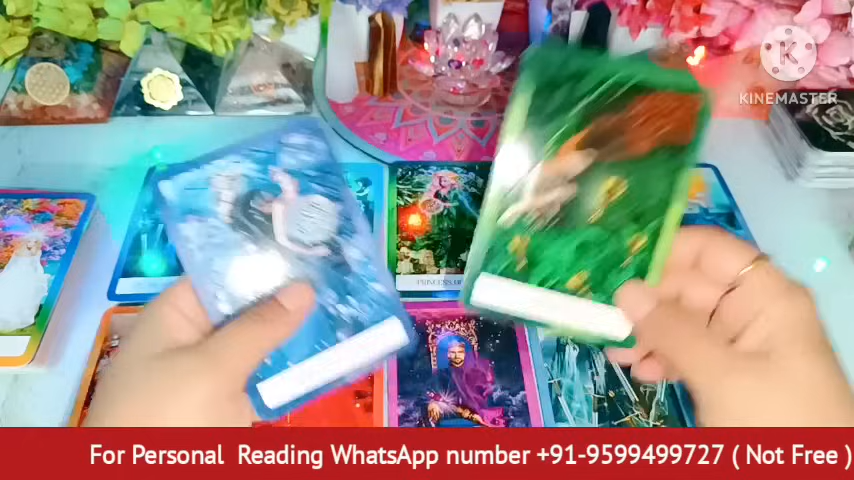 K
KINEMASTER
For Personal Reading WhatsApp number +91-9599499727 ( Not Free )